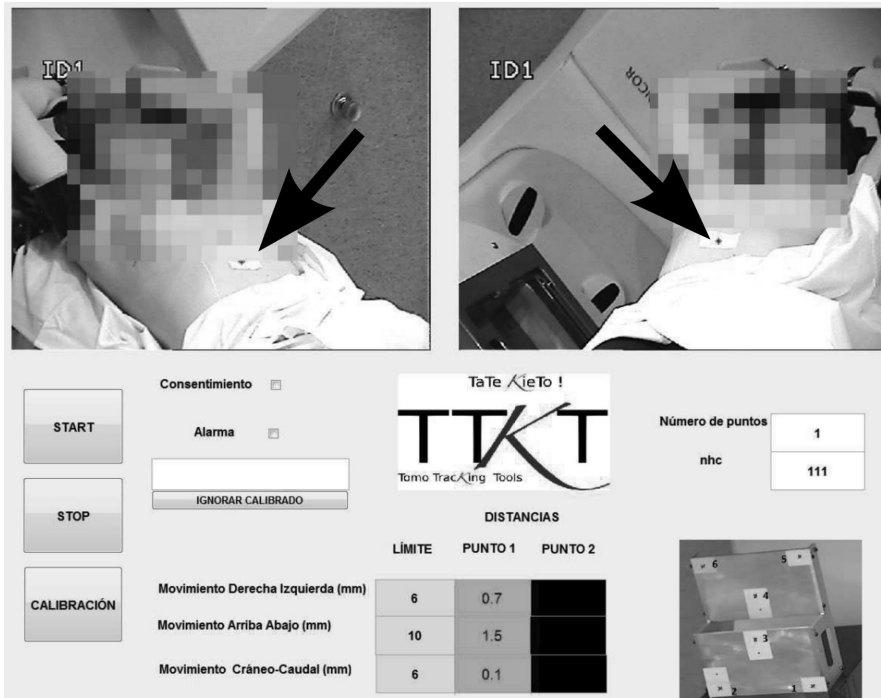 ID1
ID1
NCOR
START
STOP
CALIBRACIÓN
Consentimiento
Alarma
IGNORAR CALIBRADO
TaTe KieTo !
TTKT
Tomo TracKing Tools
Número de puntos 1
nhc 111
DISTANCIAS
LÍMITE PUNTO 1 PUNTO 2
Movimiento Derecha Izquierda (mm) 6 0.7
Movimiento Arriba Abajo (mm) 10 1.5
Movimiento Cráneo-Caudal (mm) 6 0.1
6 5
4
3
2 1